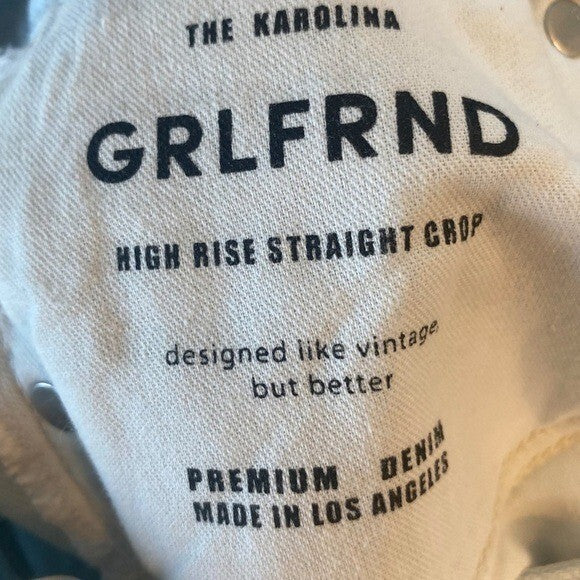 THE KAROLINA
GRLFRND
HIGH RISE STRAIGHT CROP
designed like vintage,
but better
PREMIUM DENIM
MADE IN LOS ANGELES